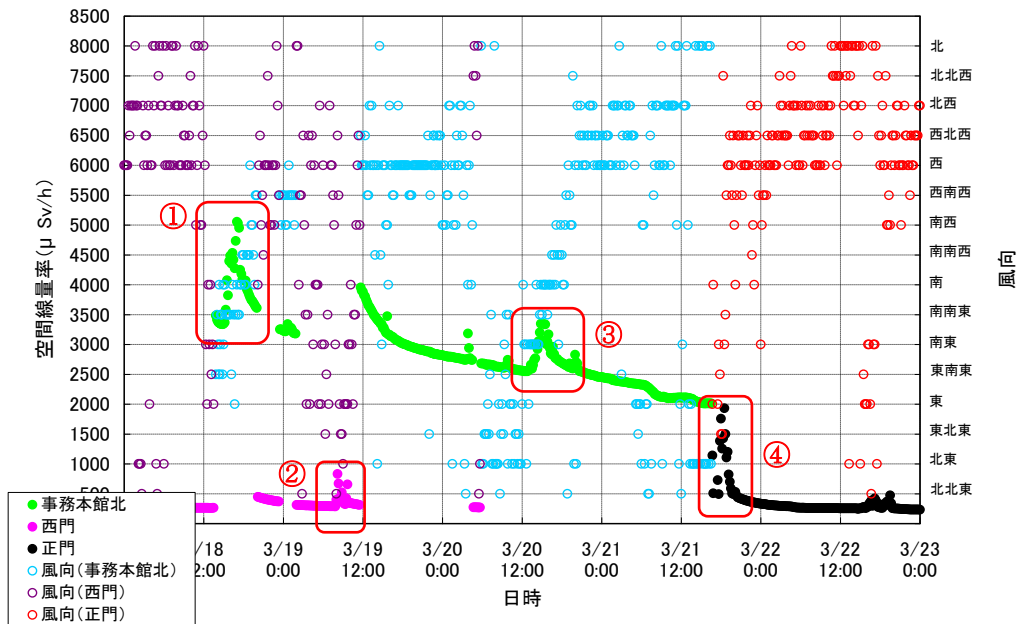 8500
8000
7500
7000
6500
6000
5500
5000
4500
4000
3500
3000
2500
2000
1500
1000
500
空間線量率(μ Sv/h)
北
北北西
北西
西北西
西
西南西
南西
南南西
南
南南東
南東
東南東
東
東北東
北東
北北東
風向
①
②
③
④
/18
2:00
3/19
0:00
3/19
12:00
3/20
0:00
3/20
12:00
3/21
0:00
3/21
12:00
3/22
0:00
3/22
12:00
3/23
0:00
日時
事務本館北
西門
正門
風向(事務本館北)
風向(西門)
風向(正門)